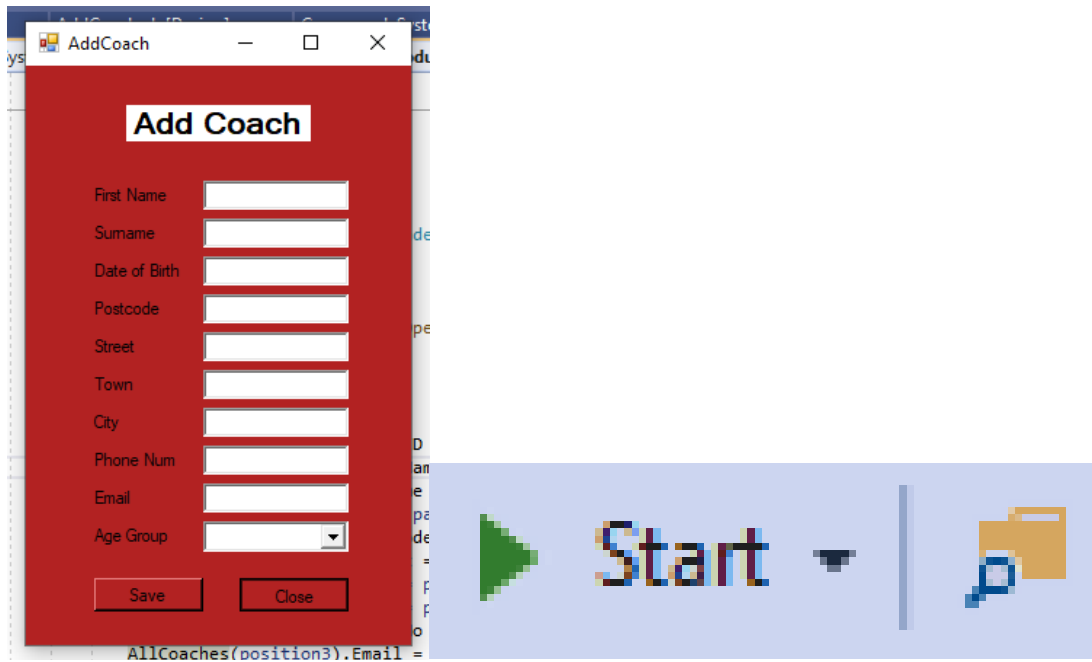 AddCoach
Add Coach
First Name
Surname
Date of Birth
Postcode
Street
Town
City
Phone Num
Email
Age Group
Save
Close
AllCoaches(position3).Email =
Start